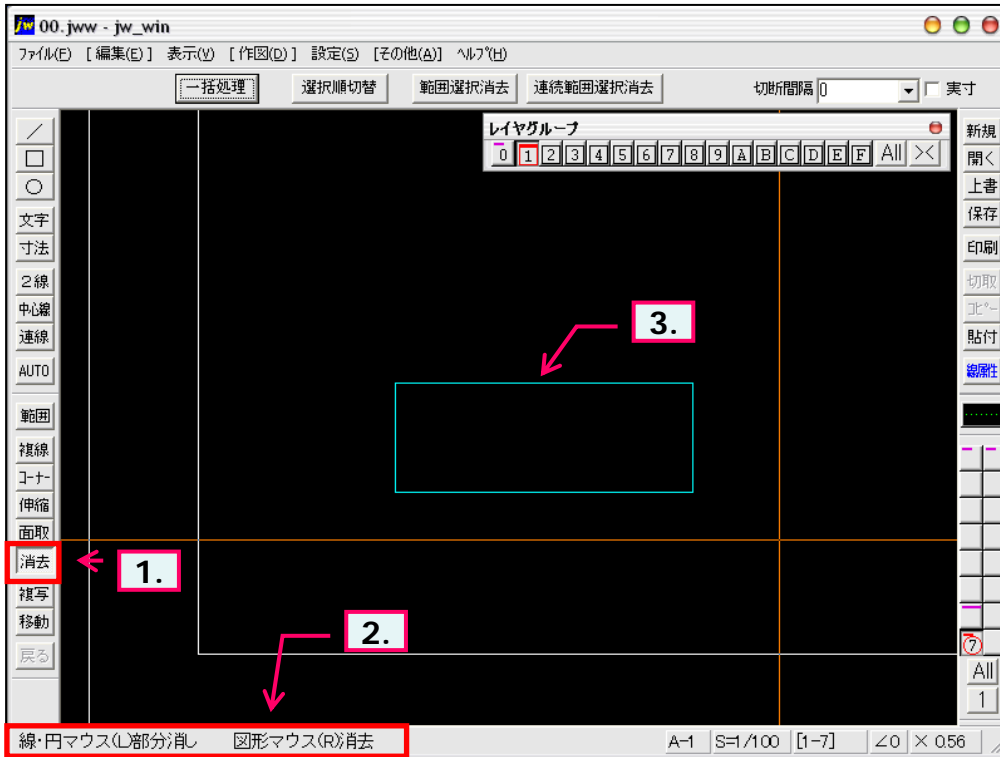 jw 00.jww - jw_win
ﾌｧｲﾙ(F) [編集(E)] 表示(V) [作図(D)] 設定(S) [その他(A)] ﾍﾙﾌﾟ(H)
一括処理 選択順切替 範囲選択消去 連続範囲選択消去 切断間隔 0 実寸
レイヤグループ
0 1 2 3 4 5 6 7 8 9 A B C D E F All ><
／
□
○
文字
寸法
２線
中心線
連線
AUTO
範囲
複線
ｺｰﾅｰ
伸縮
面取
消去
複写
移動
戻る
3.
1.
2.
新規
開く
上書
保存
印刷
切取
ｺﾋﾟｰ
貼付
線属性
7
All
1
線・円マウス(L)部分消し 図形マウス(R)消去
A-1 S=1/100 [1-7] ∠0 × 0.56